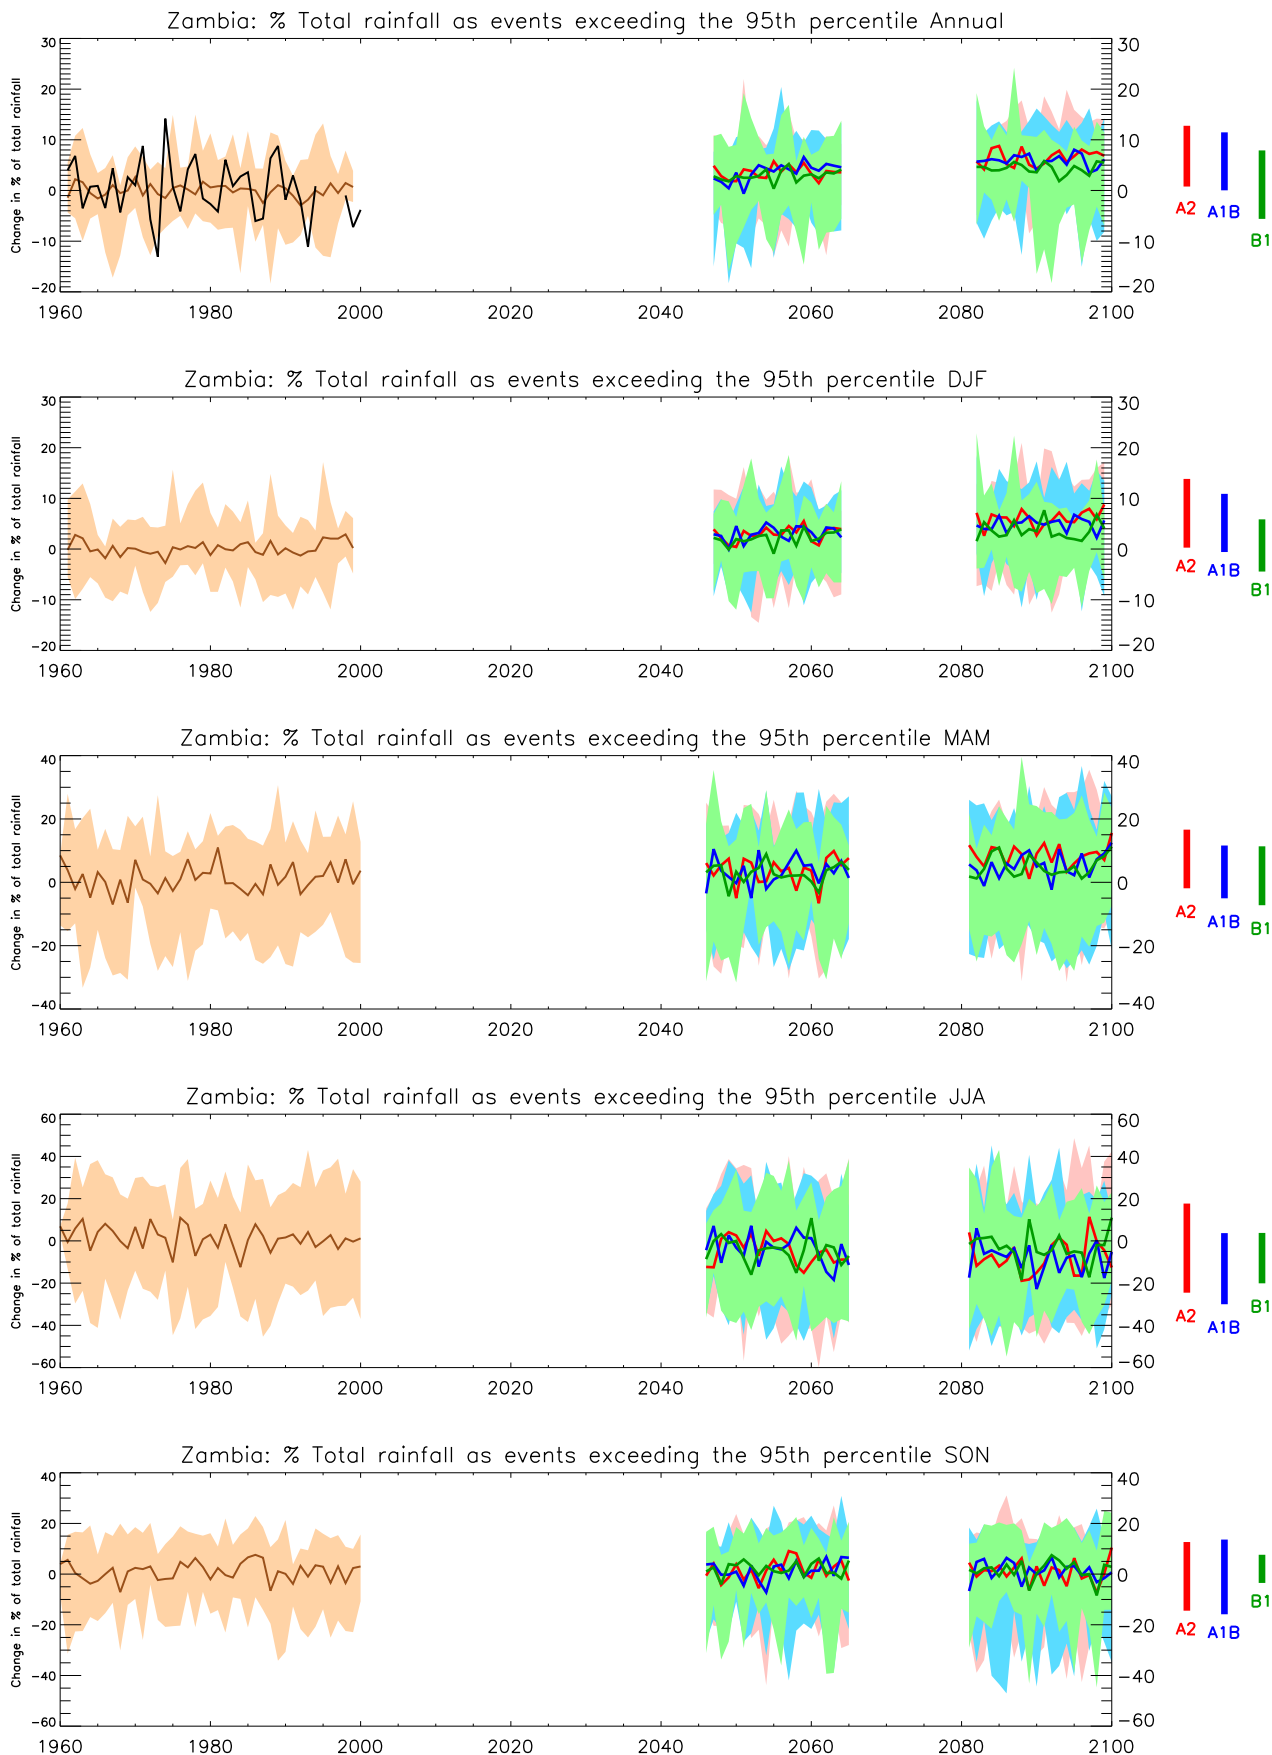 Zambia: % Total rainfall as events exceeding the 95th percentile Annual
Change in % of total rainfall
30
20
10
0
−10
−20
30
20
10
0
−10
−20
1960 1980 2000 2020 2040 2060 2080 2100
A2
A1B
B1
Zambia: % Total rainfall as events exceeding the 95th percentile DJF
Change in % of total rainfall
30
20
10
0
−10
−20
30
20
10
0
−10
−20
1960 1980 2000 2020 2040 2060 2080 2100
A2
A1B
B1
Zambia: % Total rainfall as events exceeding the 95th percentile MAM
Change in % of total rainfall
40
20
0
−20
−40
40
20
0
−20
−40
1960 1980 2000 2020 2040 2060 2080 2100
A2
A1B
B1
Zambia: % Total rainfall as events exceeding the 95th percentile JJA
Change in % of total rainfall
60
40
20
0
−20
−40
−60
60
40
20
0
−20
−40
−60
1960 1980 2000 2020 2040 2060 2080 2100
A2
A1B
B1
Zambia: % Total rainfall as events exceeding the 95th percentile SON
Change in % of total rainfall
40
20
0
−20
−40
−60
40
20
0
−20
−40
−60
1960 1980 2000 2020 2040 2060 2080 2100
A2
A1B
B1